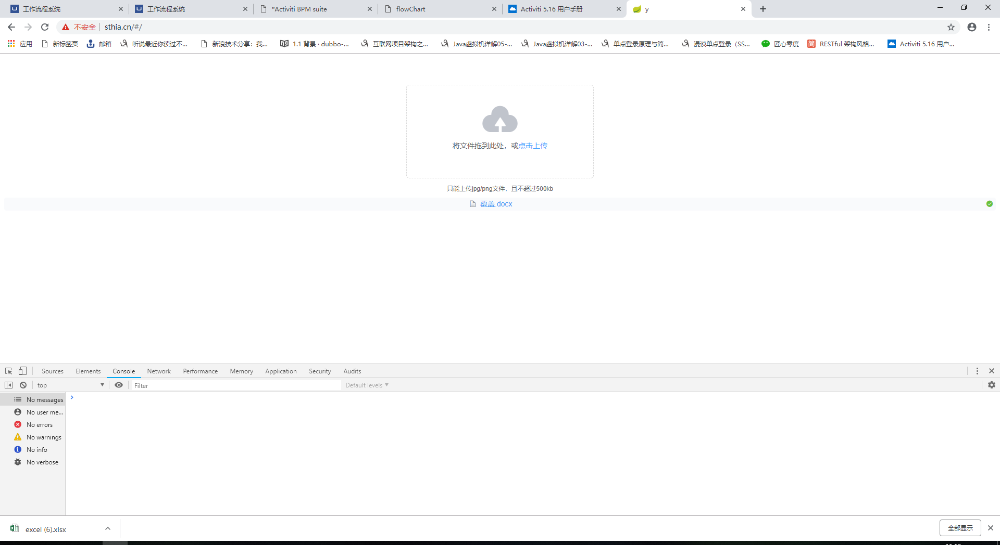 工作流程系统
工作流程系统
*Activiti BPM suite
flowChart
Activiti 5.16 用户手册
y
不安全 | sthia.cn/#/
应用
新标签页
邮箱
听说最近你读过不...
新浪技术分享：我...
1.1 背景 · dubbo-...
互联网项目架构之...
Java虚拟机详解05-...
Java虚拟机详解03-...
单点登录原理与简...
漫谈单点登录（SS...
匠心零度
简 RESTful 架构风格...
Activiti 5.16 用户...
将文件拖到此处，或点击上传
只能上传jpg/png文件，且不超过500kb
覆盖.docx
Sources Elements Console Network Performance Memory Application Security Audits
top Filter Default levels
No messages
No user me...
No errors
No warnings
No info
No verbose
excel (6).xlsx
全部显示